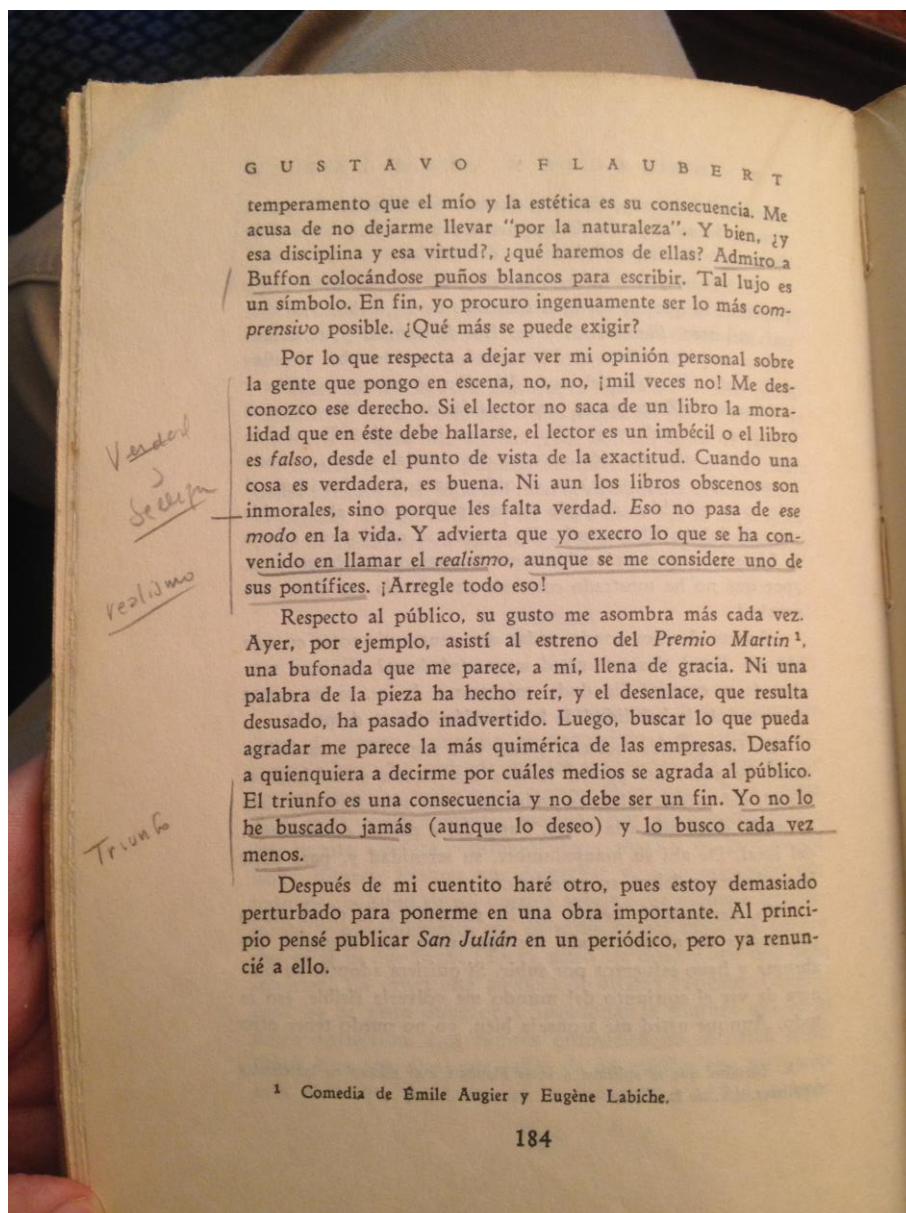 GUSTAVO FLAUBERT
temperamento que el mío y la estética es su consecuencia. Me
acusa de no dejarme llevar "por la naturaleza". Y bien, ¿y
esa disciplina y esa virtud?, ¿qué haremos de ellas? Admiro a
Buffon colocándose puños blancos para escribir. Tal lujo es
un símbolo. En fin, yo procuro ingenuamente ser lo más com-
prensivo posible. ¿Qué más se puede exigir?
Por lo que respecta a dejar ver mi opinión personal sobre
la gente que pongo en escena, no, no, ¡mil veces no! Me des-
conozco ese derecho. Si el lector no saca de un libro la mora-
lidad que en éste debe hallarse, el lector es un imbécil o el libro
es falso, desde el punto de vista de la exactitud. Cuando una
cosa es verdadera, es buena. Ni aun los libros obscenos son
inmorales, sino porque les falta verdad. Eso no pasa de ese
modo en la vida. Y advierta que yo execro lo que se ha con-
venido en llamar el realismo, aunque se me considere uno de
sus pontífices. ¡Arregle todo eso!
Respecto al público, su gusto me asombra más cada vez.
Ayer, por ejemplo, asistí al estreno del Premio Martin 1,
una bufonada que me parece, a mí, llena de gracia. Ni una
palabra de la pieza ha hecho reír, y el desenlace, que resulta
desusado, ha pasado inadvertido. Luego, buscar lo que pueda
agradar me parece la más quimérica de las empresas. Desafío
a quienquiera a decirme por cuáles medios se agrada al público.
El triunfo es una consecuencia y no debe ser un fin. Yo no lo
he buscado jamás (aunque lo deseo) y lo busco cada vez
menos.
Después de mi cuentito haré otro, pues estoy demasiado
perturbado para ponerme en una obra importante. Al princi-
pio pensé publicar San Julián en un periódico, pero ya renun-
cié a ello.
1 Comedia de Émile Augier y Eugène Labiche.
184
Verdad
realismo
Triunfo